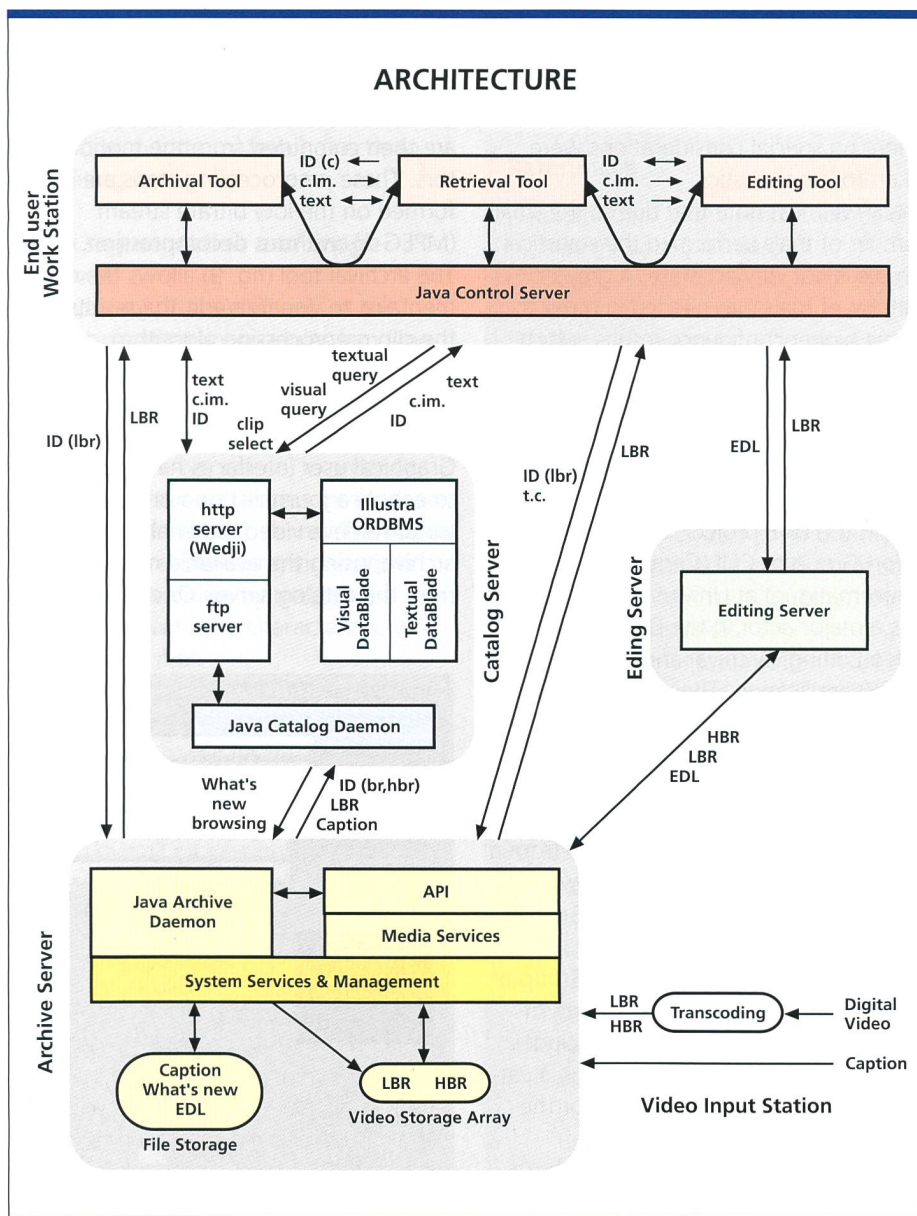 ARCHITECTURE
End user
Work Station
Archival Tool
ID (c)
c.Im.
text
Retrieval Tool
ID
c.Im.
text
Editing Tool
Java Control Server
ID (lbr)
LBR
text
c.im.
ID
clip
select
visual
query
textual
query
text
c.im.
ID
ID (lbr)
t.c.
LBR
EDL
LBR
http
server
(Wedji)
ftp
server
Illustra
ORDBMS
Visual
DataBlade
Textual
DataBlade
Java Catalog Daemon
Catalog Server
Eding Server
Editing Server
What's
new
browsing
ID (br,hbr)
LBR
Caption
HBR
LBR
EDL
Archive Server
Java Archive
Daemon
API
Media Services
System Services & Management
Caption
What's new
EDL
File Storage
LBR HBR
Video Storage Array
LBR
HBR
Transcoding
Digital
Video
Caption
Video Input Station